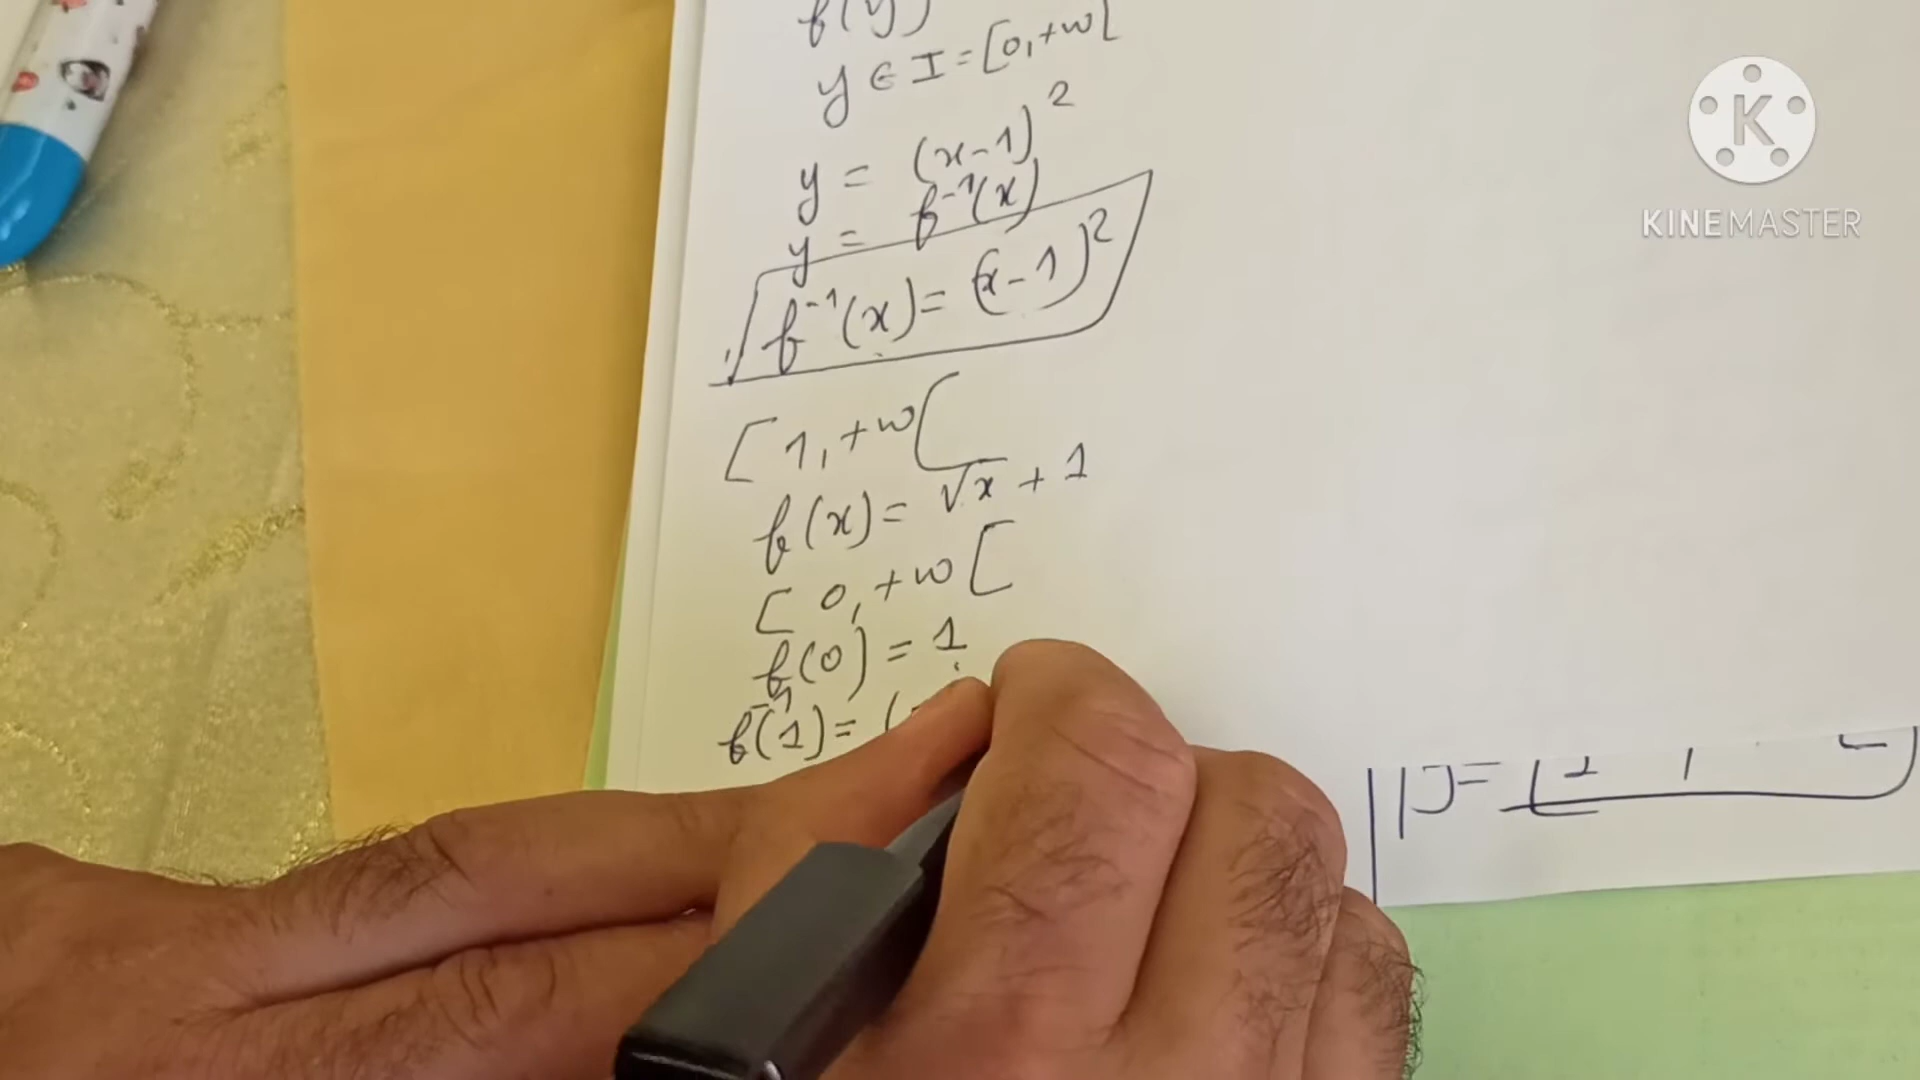 f(y)
y ∈ I = [0, +∞[
y = (x-1)²
y = f⁻¹(x)
f⁻¹(x) = (x-1)²
[1, +∞[
f(x) = √x + 1
[0, +∞[
f(0) = 1
f⁻¹(1) = (
K
KINEMASTER